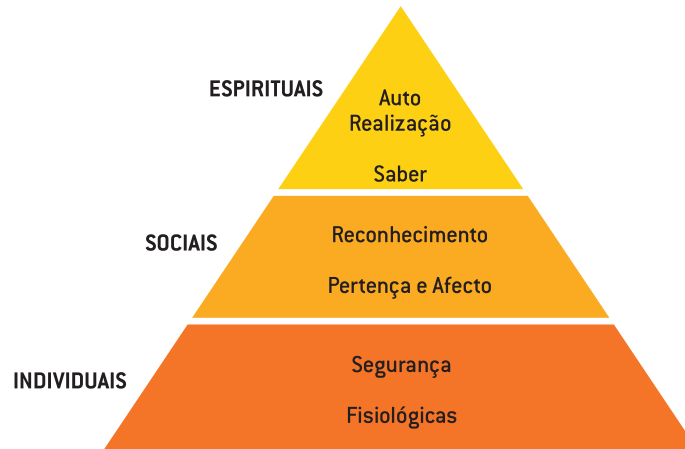 ESPIRITUAIS
Auto
Realização
Saber
SOCIAIS
Reconhecimento
Pertença e Afecto
INDIVIDUAIS
Segurança
Fisiológicas